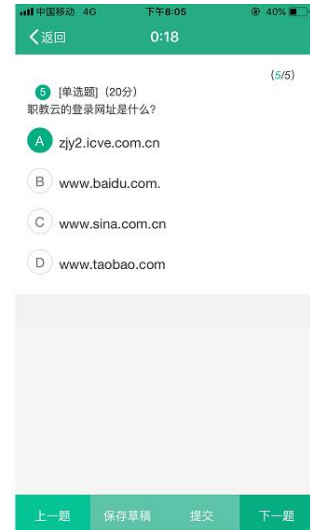 中国移动 4G 下午8:05 40%
返回 0:18
(5/5)
5 [单选题] (20分)
职教云的登录网址是什么?
A zjy2.icve.com.cn
B www.baidu.com.
C www.sina.com.cn
D www.taobao.com
上一题 保存草稿 提交 下一题